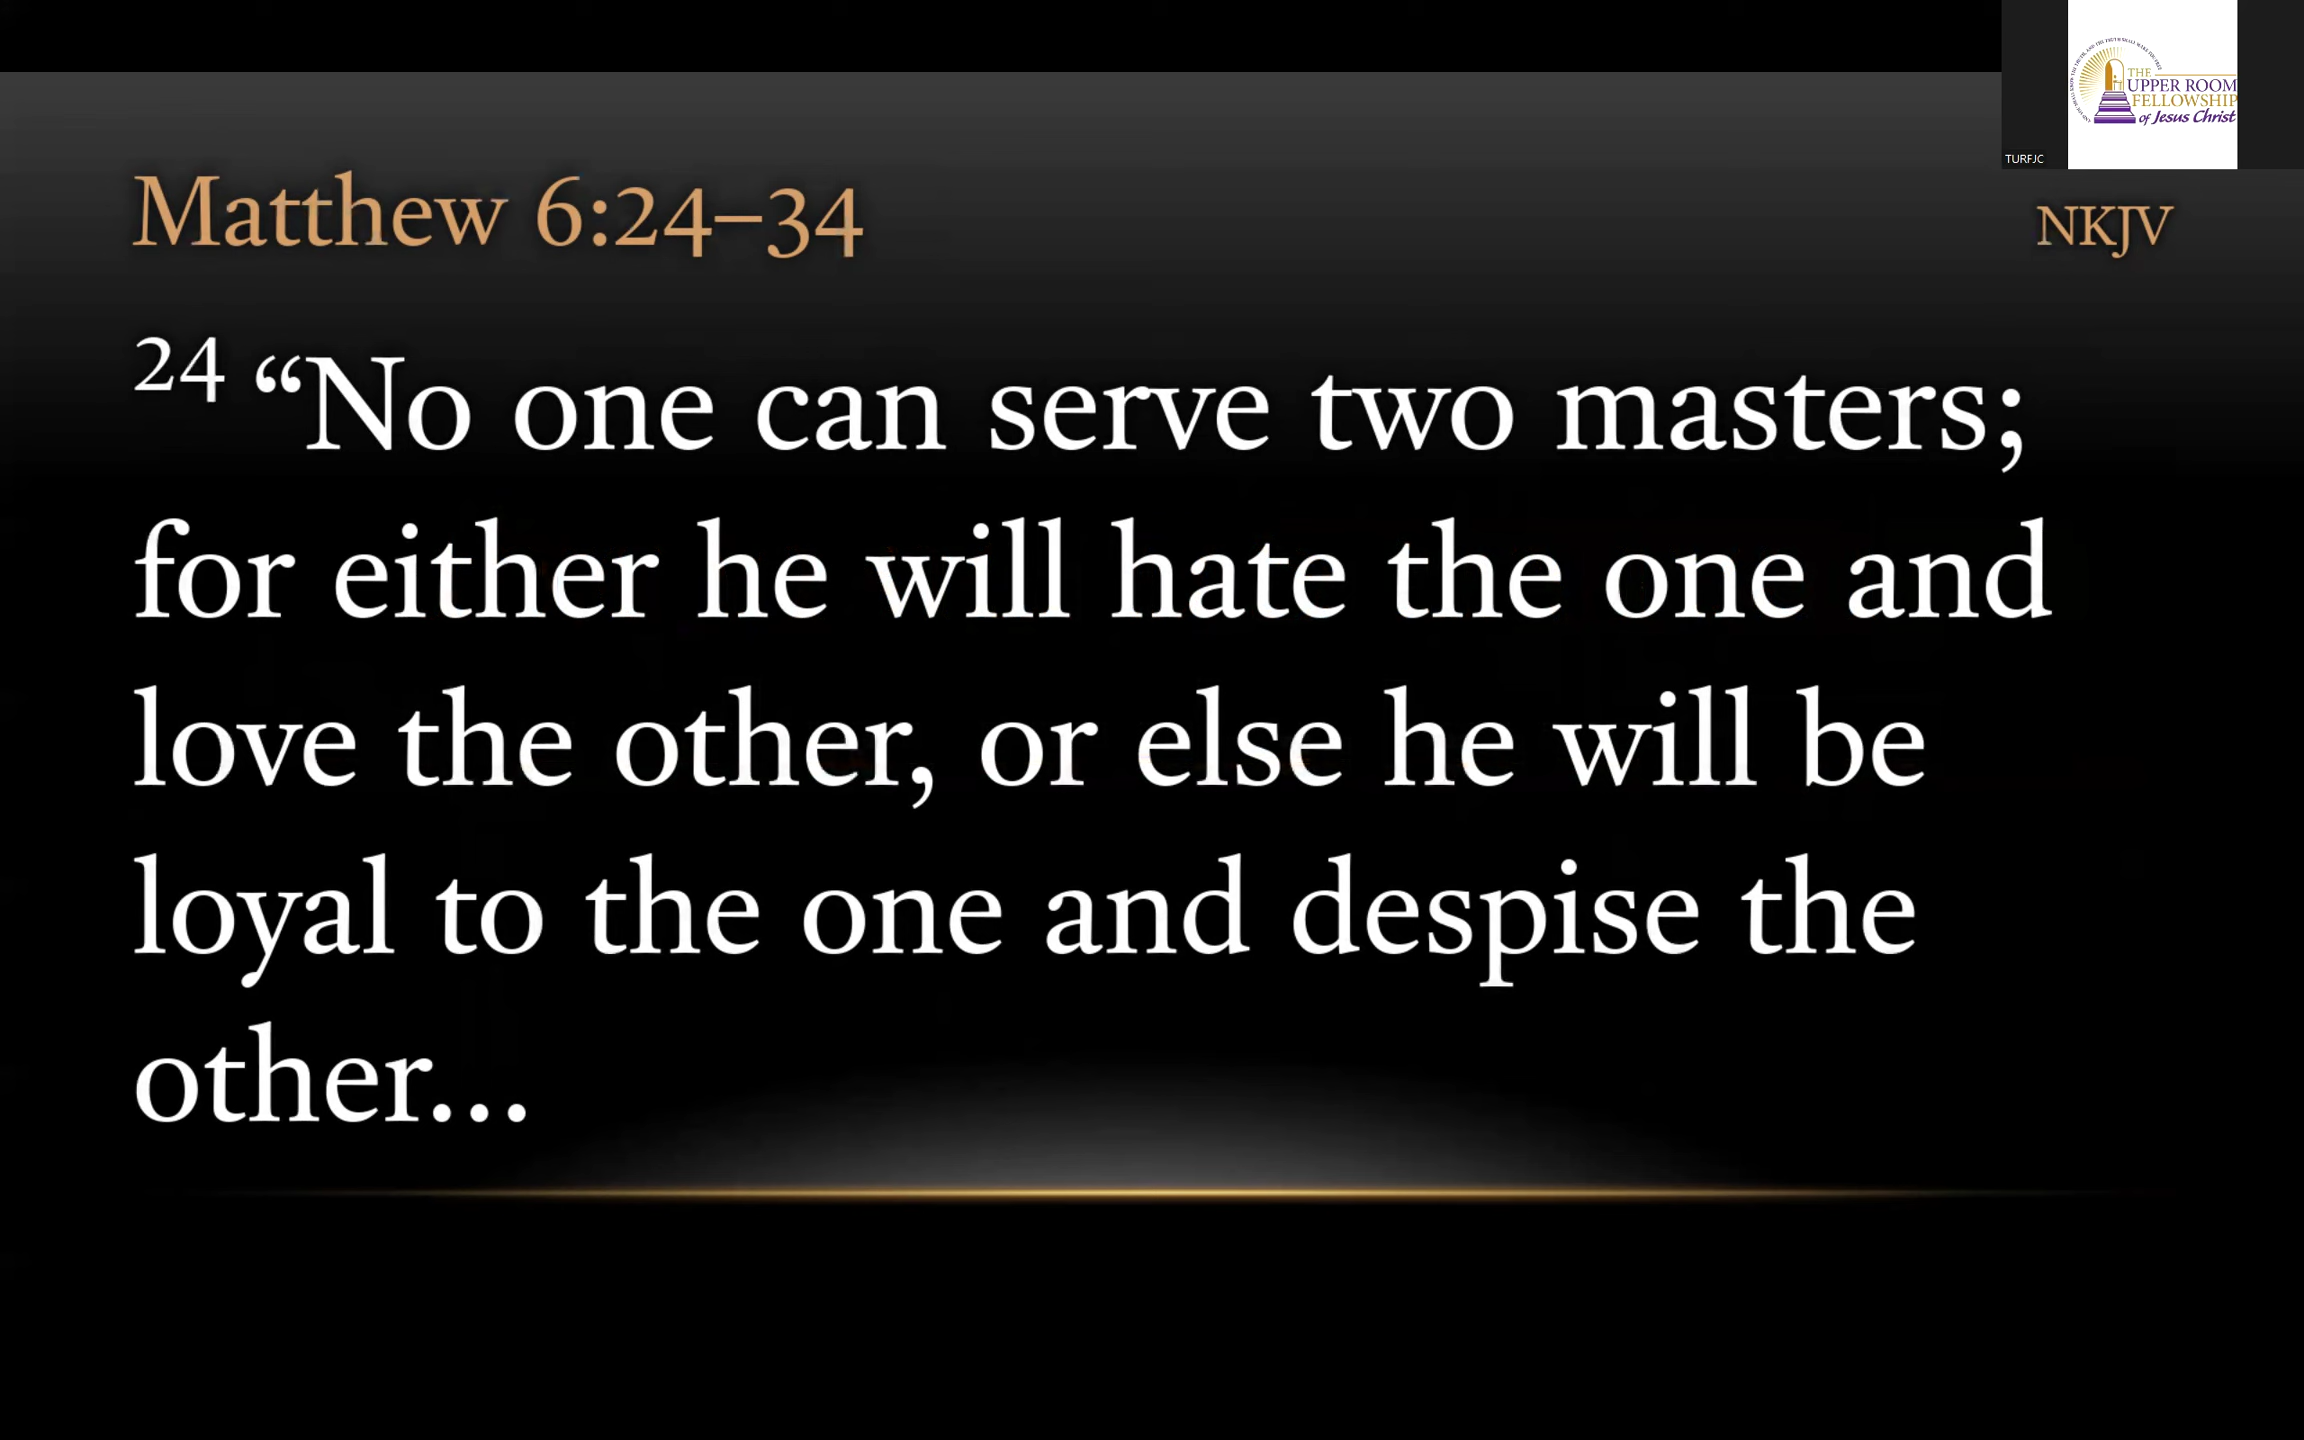 THE
UPPER ROOM
FELLOWSHIP
of Jesus Christ
TURFJC
Matthew 6:24–34
NKJV
24 “No one can serve two masters;
for either he will hate the one and
love the other, or else he will be
loyal to the one and despise the
other...